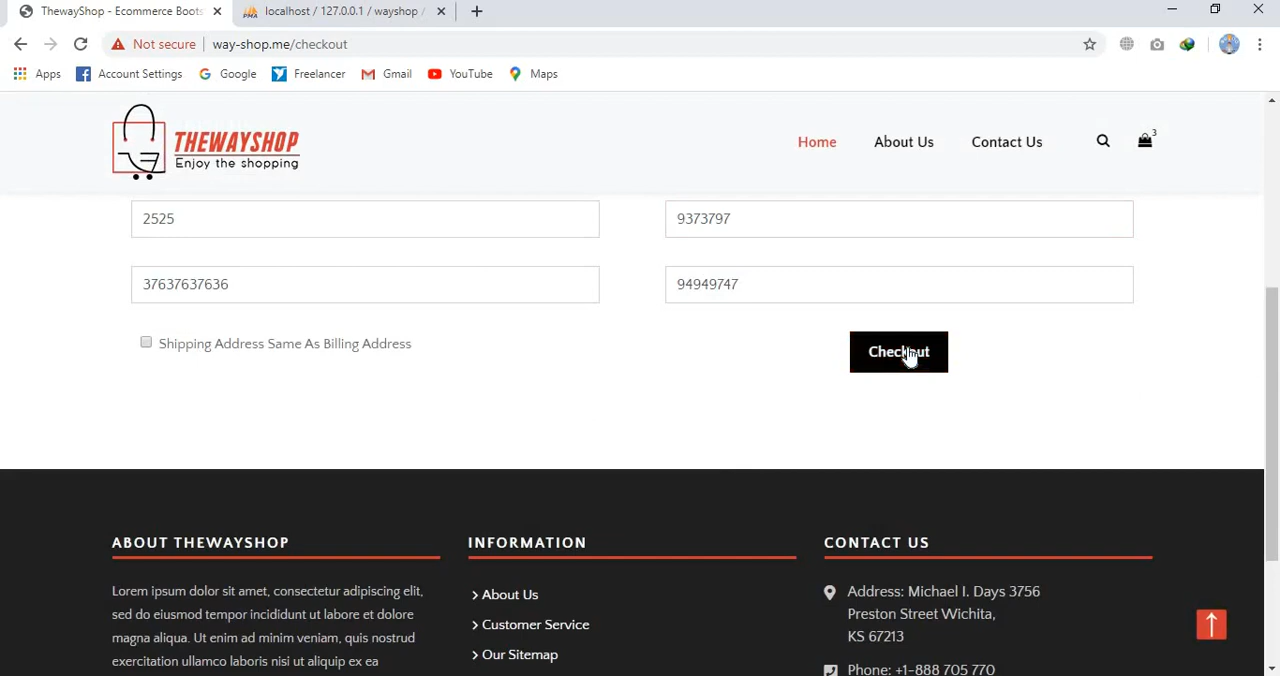 ThewayShop - Ecommerce Boots
localhost / 127.0.0.1 / wayshop /
Not secure
way-shop.me/checkout
Apps
Account Settings
Google
Freelancer
Gmail
YouTube
Maps
THEWAYSHOP
Enjoy the shopping
Home
About Us
Contact Us
3
2525
9373797
37637637636
94949747
Shipping Address Same As Billing Address
Checkout
ABOUT THEWAYSHOP
Lorem ipsum dolor sit amet, consectetur adipiscing elit,
sed do eiusmod tempor incididunt ut labore et dolore
magna aliqua. Ut enim ad minim veniam, quis nostrud
exercitation ullamco laboris nisi ut aliquip ex ea
INFORMATION
About Us
Customer Service
Our Sitemap
CONTACT US
Address: Michael I. Days 3756
Preston Street Wichita,
KS 67213
Phone: +1-888 705 770